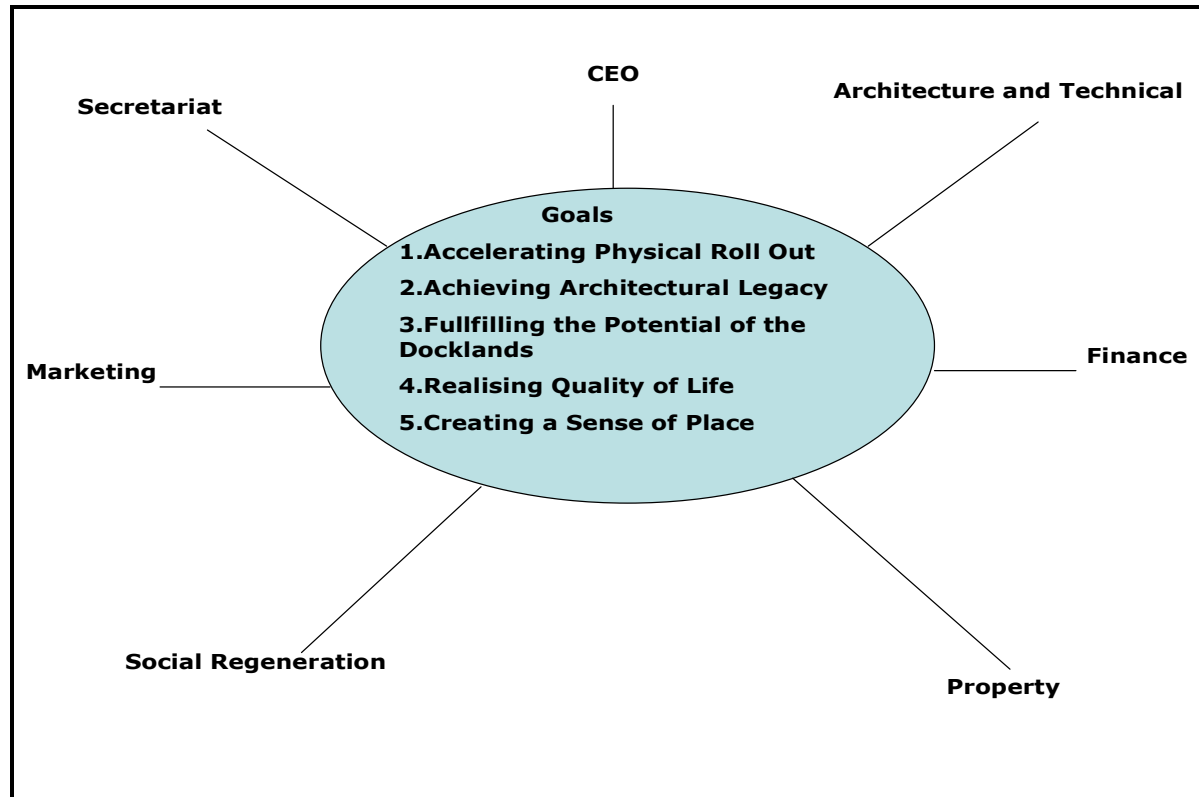 CEO
Architecture and Technical
Secretariat
Goals
1.Accelerating Physical Roll Out
2.Achieving Architectural Legacy
3.Fullfilling the Potential of the
Docklands
4.Realising Quality of Life
5.Creating a Sense of Place
Marketing
Finance
Social Regeneration
Property